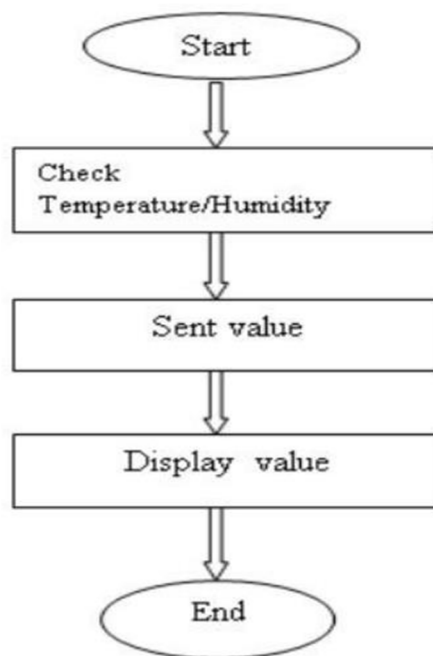 Start
Check
Temperature/Humidity
Sent value
Display value
End